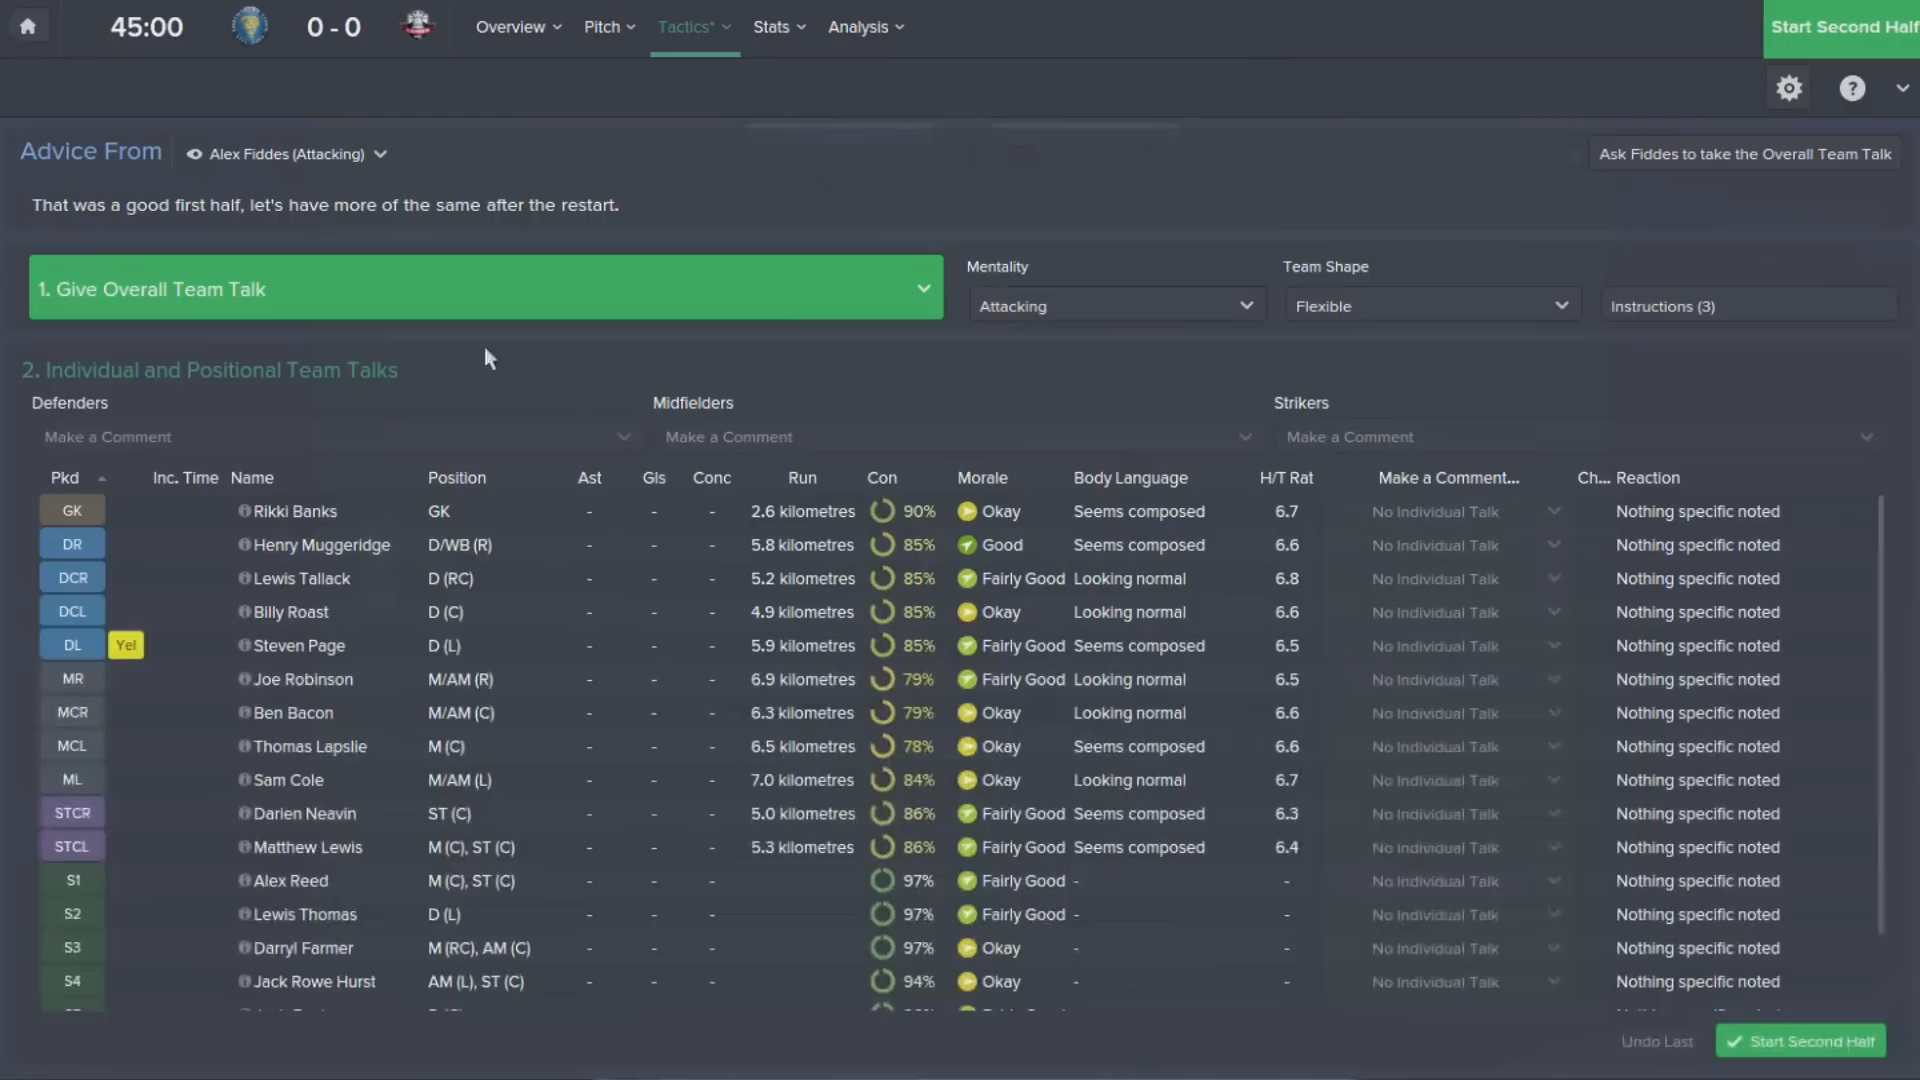 45:00 0 - 0 Overview Pitch Tactics* Stats Analysis Start Second Half
?
Advice From Alex Fiddes (Attacking) Ask Fiddes to take the Overall Team Talk
That was a good first half, let's have more of the same after the restart.
Mentality Team Shape
1. Give Overall Team Talk Attacking Flexible Instructions (3)
2. Individual and Positional Team Talks
Defenders Midfielders Strikers
Make a Comment Make a Comment Make a Comment
Pkd Inc. Time Name Position Ast Gls Conc Run Con Morale Body Language H/T Rat Make a Comment... Ch... Reaction
GK Rikki Banks GK - - - 2.6 kilometres 90% Okay Seems composed 6.7 No Individual Talk Nothing specific noted
DR Henry Muggeridge D/WB (R) - - - 5.8 kilometres 85% Good Seems composed 6.6 No Individual Talk Nothing specific noted
DCR Lewis Tallack D (RC) - - - 5.2 kilometres 85% Fairly Good Looking normal 6.8 No Individual Talk Nothing specific noted
DCL Billy Roast D (C) - - - 4.9 kilometres 85% Okay Looking normal 6.6 No Individual Talk Nothing specific noted
DL Yel Steven Page D (L) - - - 5.9 kilometres 85% Fairly Good Seems composed 6.5 No Individual Talk Nothing specific noted
MR Joe Robinson M/AM (R) - - - 6.9 kilometres 79% Fairly Good Looking normal 6.5 No Individual Talk Nothing specific noted
MCR Ben Bacon M/AM (C) - - - 6.3 kilometres 79% Okay Looking normal 6.6 No Individual Talk Nothing specific noted
MCL Thomas Lapslie M (C) - - - 6.5 kilometres 78% Okay Seems composed 6.6 No Individual Talk Nothing specific noted
ML Sam Cole M/AM (L) - - - 7.0 kilometres 84% Okay Looking normal 6.7 No Individual Talk Nothing specific noted
STCR Darien Neavin ST (C) - - - 5.0 kilometres 86% Fairly Good Seems composed 6.3 No Individual Talk Nothing specific noted
STCL Matthew Lewis M (C), ST (C) - - - 5.3 kilometres 86% Fairly Good Seems composed 6.4 No Individual Talk Nothing specific noted
S1 Alex Reed M (C), ST (C) - - - 97% Fairly Good - - No Individual Talk Nothing specific noted
S2 Lewis Thomas D (L) - - - 97% Fairly Good - - No Individual Talk Nothing specific noted
S3 Darryl Farmer M (RC), AM (C) - - - 97% Okay - - No Individual Talk Nothing specific noted
S4 Jack Rowe Hurst AM (L), ST (C) - - - 94% Okay - - No Individual Talk Nothing specific noted
Undo Last Start Second Half